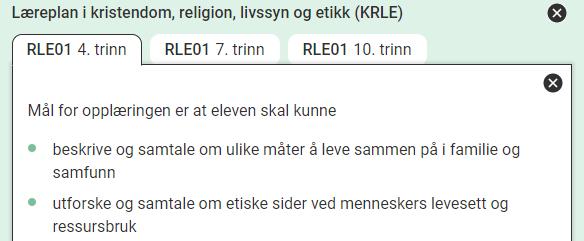 Læreplan i kristendom, religion, livssyn og etikk (KRLE)
RLE01 4. trinn RLE01 7. trinn RLE01 10. trinn
Mål for opplæringen er at eleven skal kunne
beskrive og samtale om ulike måter å leve sammen på i familie og
samfunn
utforske og samtale om etiske sider ved menneskers levesett og
ressursbruk